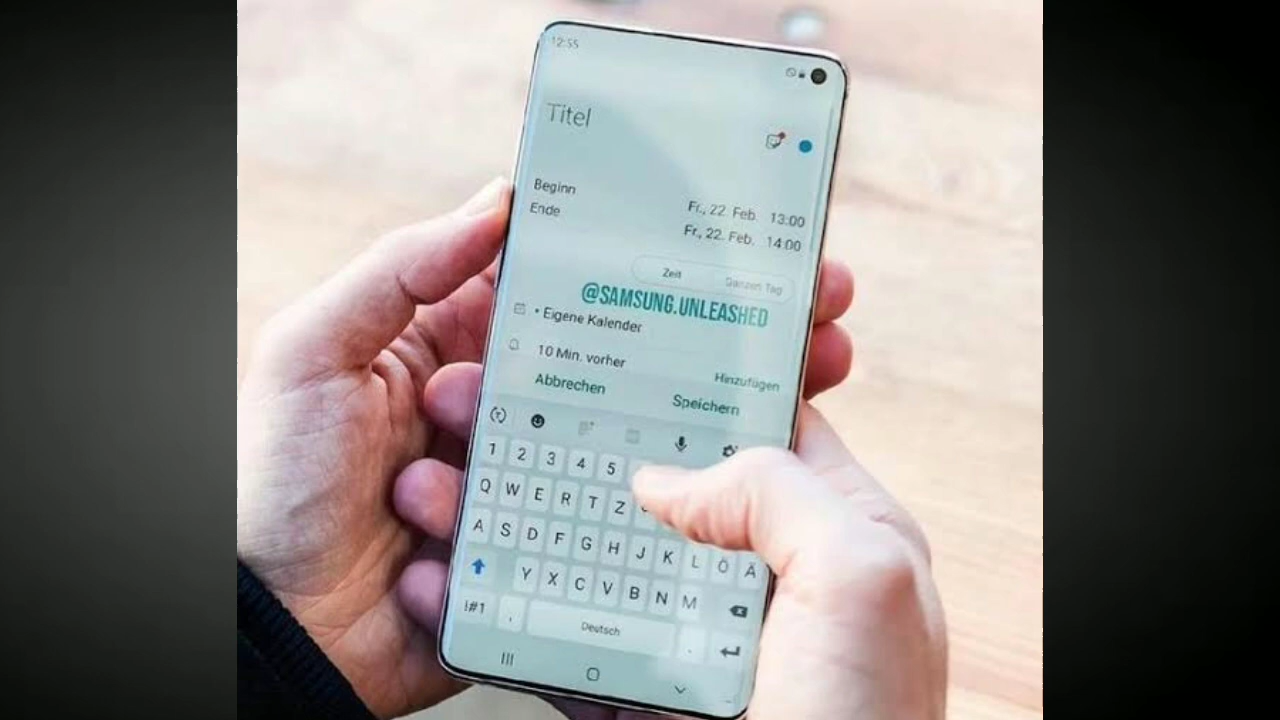 12:55
Titel
Beginn
Fr., 22. Feb. 13:00
Ende
Fr., 22. Feb. 14:00
Zeit
Ganzen Tag
@SAMSUNG.UNLEASHED
• Eigene Kalender
10 Min. vorher
Hinzufügen
Abbrechen
Speichern
1 2 3 4 5
Q W E R T Z
A S D F G H J K L Ö Ä
Y X C V B N M
!#1 , Deutsch .